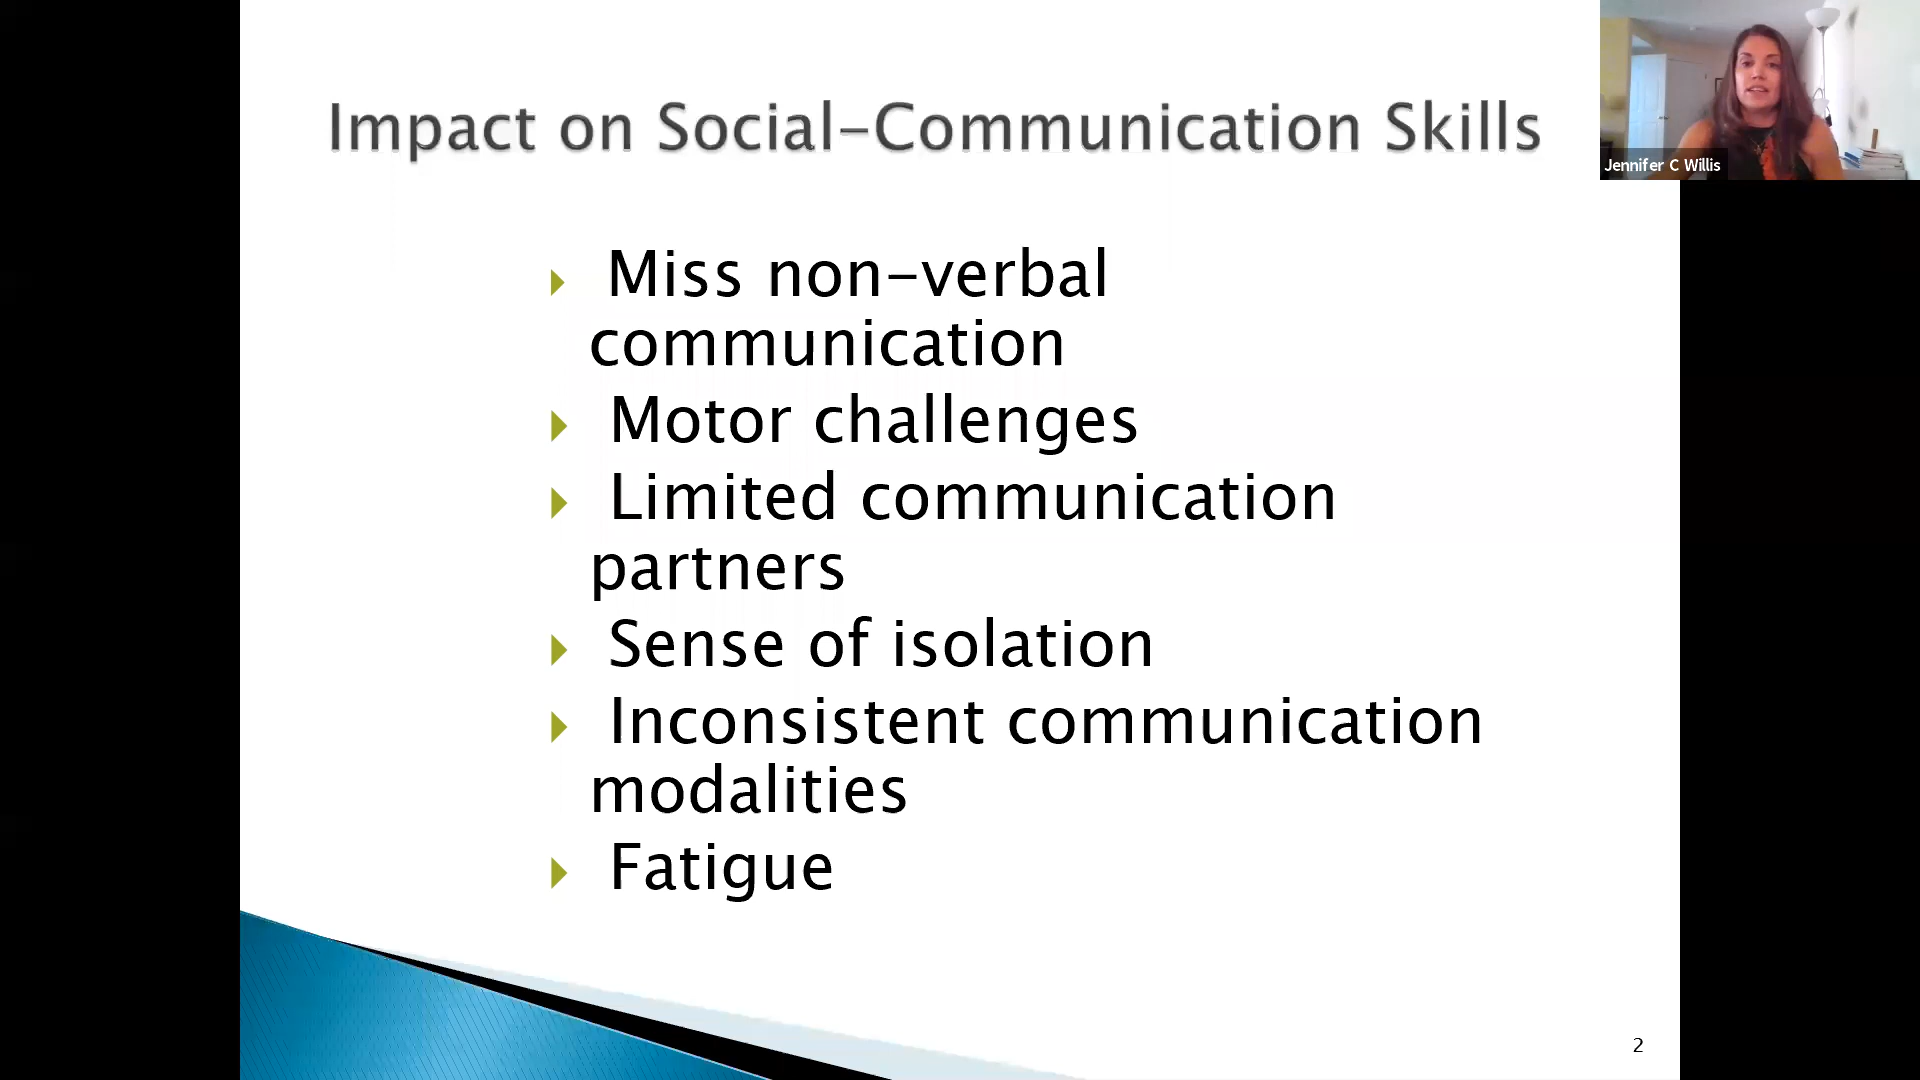 Impact on Social-Communication Skills
Jennifer C Willis
Miss non-verbal
communication
Motor challenges
Limited communication
partners
Sense of isolation
Inconsistent communication
modalities
Fatigue
2